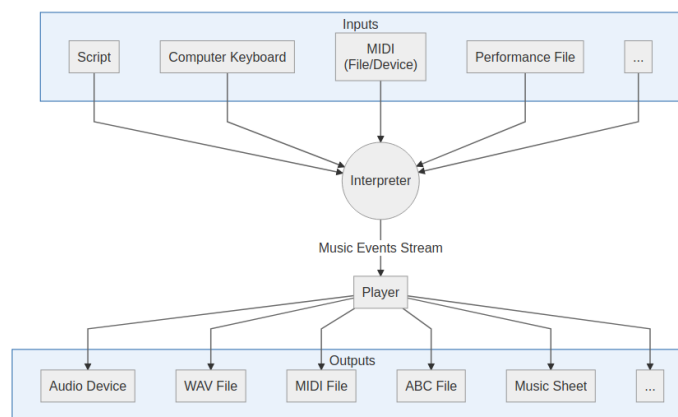 Inputs
Script
Computer Keyboard
MIDI
(File/Device)
Performance File
...
Interpreter
Music Events Stream
Player
Outputs
Audio Device
WAV File
MIDI File
ABC File
Music Sheet
...